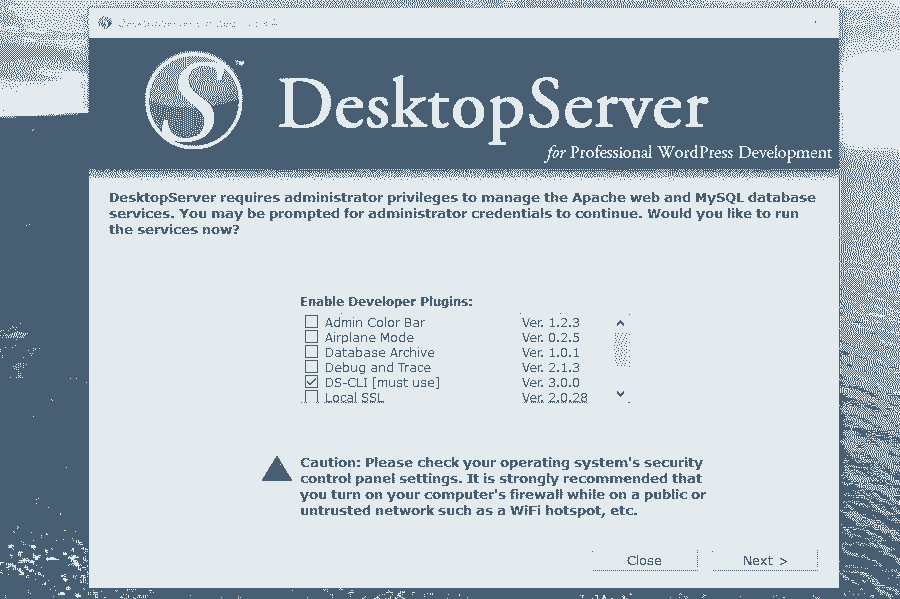 S™
DesktopServer
for Professional WordPress Development
DesktopServer requires administrator privileges to manage the Apache web and MySQL database
services. You may be prompted for administrator credentials to continue. Would you like to run
the services now?
Enable Developer Plugins:
Admin Color Bar Ver. 1.2.3
Airplane Mode Ver. 0.2.5
Database Archive Ver. 1.0.1
Debug and Trace Ver. 2.1.3
DS-CLI [must use] Ver. 3.0.0
Local SSL Ver. 2.0.28
Caution: Please check your operating system's security
control panel settings. It is strongly recommended that
you turn on your computer's firewall while on a public or
untrusted network such as a WiFi hotspot, etc.
Close Next >